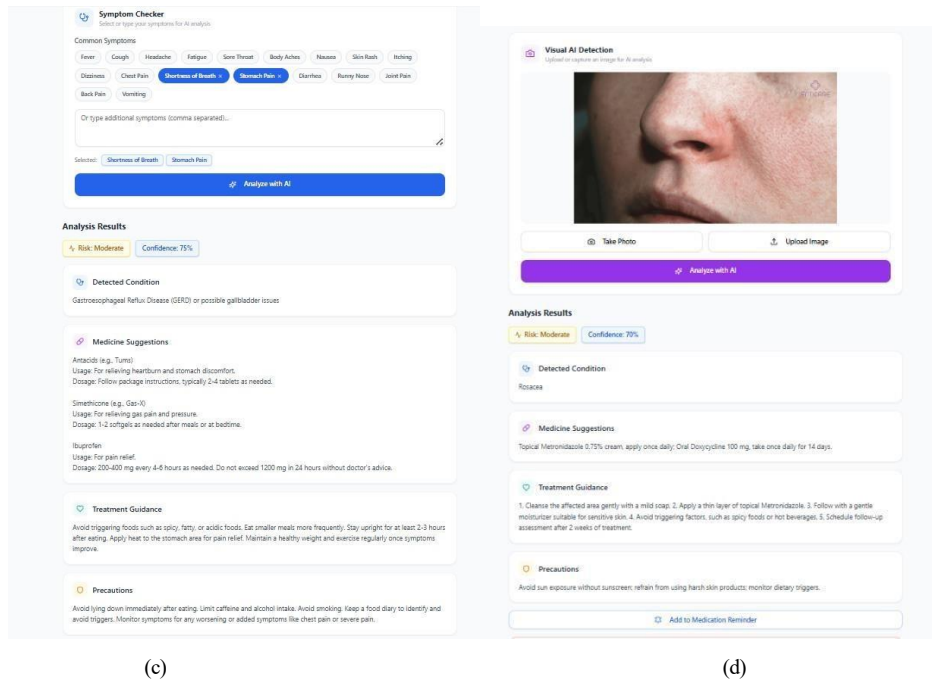 Symptom Checker
Select or type your symptoms for AI analysis
Common Symptoms
Fever Cough Headache Fatigue Sore Throat Body Aches Nausea Skin Rash Itching
Dizziness Chest Pain Shortness of Breath × Stomach Pain × Diarrhea Runny Nose Joint Pain
Back Pain Vomiting
Or type additional symptoms (comma separated)...
Selected: Shortness of Breath Stomach Pain
Analyze with AI
Analysis Results
Risk: Moderate Confidence: 75%
Detected Condition
Gastroesophageal Reflux Disease (GERD) or possible gallbladder issues
Medicine Suggestions
Antacids (e.g., Tums)
Usage: For relieving heartburn and stomach discomfort.
Dosage: Follow package instructions, typically 2-4 tablets as needed.
Simethicone (e.g., Gas-X)
Usage: For relieving gas pain and pressure.
Dosage: 1-2 softgels as needed after meals or at bedtime.
Ibuprofen
Usage: For pain relief.
Dosage: 200-400 mg every 4-6 hours as needed. Do not exceed 1200 mg in 24 hours without doctor's advice.
Treatment Guidance
Avoid triggering foods such as spicy, fatty, or acidic foods. Eat smaller meals more frequently. Stay upright for at least 2-3 hours
after eating. Apply heat to the stomach area for pain relief. Maintain a healthy weight and exercise regularly once symptoms
improve.
Precautions
Avoid lying down immediately after eating. Limit caffeine and alcohol intake. Avoid smoking. Keep a food diary to identify and
avoid triggers. Monitor symptoms for any worsening or added symptoms like chest pain or severe pain.
(c)
Visual AI Detection
Upload or capture an image for AI analysis
Take Photo Upload Image
Analyze with AI
Analysis Results
Risk: Moderate Confidence: 70%
Detected Condition
Rosacea
Medicine Suggestions
Topical Metronidazole 0.75% cream, apply once daily; Oral Doxycycline 100 mg, take once daily for 14 days.
Treatment Guidance
1. Cleanse the affected area gently with a mild soap. 2. Apply a thin layer of topical Metronidazole. 3. Follow with a gentle
moisturizer suitable for sensitive skin. 4. Avoid triggering factors, such as spicy foods or hot beverages. 5. Schedule follow-up
assessment after 2 weeks of treatment.
Precautions
Avoid sun exposure without sunscreen; refrain from using harsh skin products; monitor dietary triggers.
Add to Medication Reminder
(d)